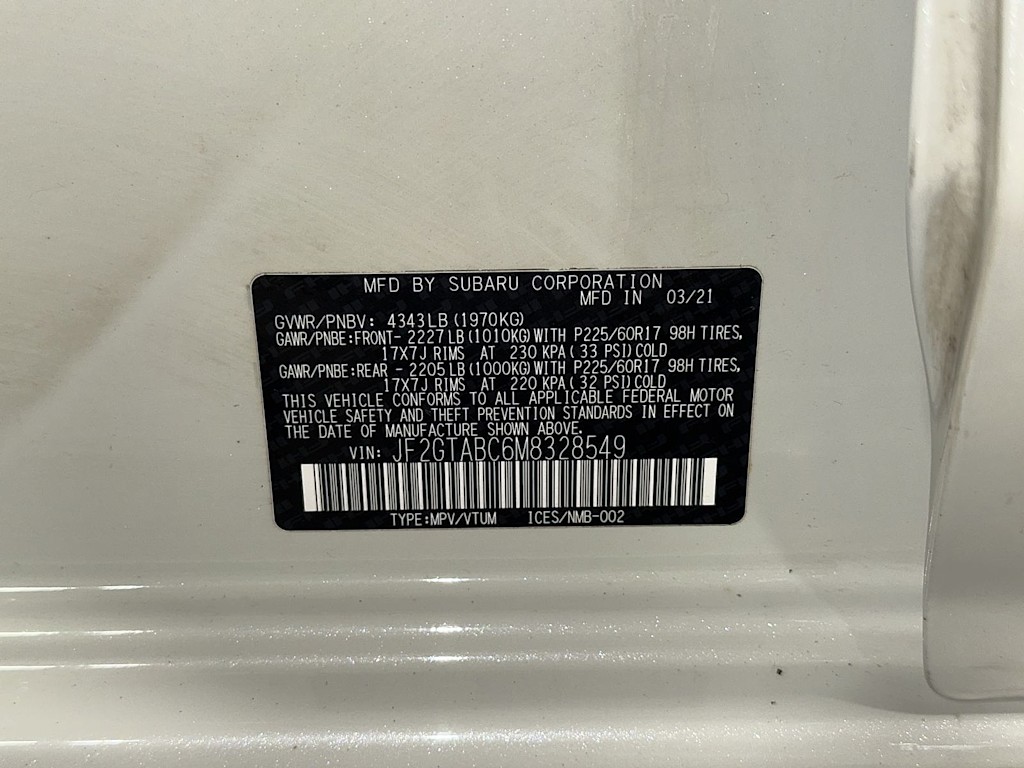 MFD BY SUBARU CORPORATION
MFD IN 03/21
GVWR/PNBV: 4343LB(1970KG)
GAWR/PNBE:FRONT- 2227LB(1010KG)WITH P225/60R17 98H TIRES,
17X7J RIMS AT 230 KPA( 33 PSI)COLD
GAWR/PNBE:REAR - 2205LB(1000KG)WITH P225/60R17 98H TIRES,
17X7J RIMS AT 220 KPA( 32 PSI)COLD
THIS VEHICLE CONFORMS TO ALL APPLICABLE FEDERAL MOTOR
VEHICLE SAFETY AND THEFT PREVENTION STANDARDS IN EFFECT ON
THE DATE OF MANUFACTURE SHOWN ABOVE.
VIN: JF2GTABC6M8328549
TYPE:MPV/VTUM ICES/NMB-002